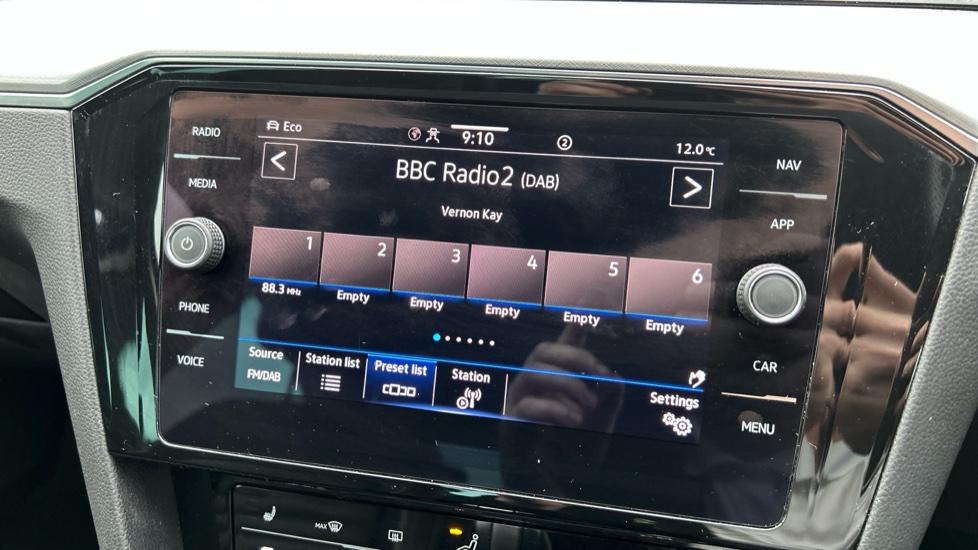 RADIO
MEDIA
PHONE
VOICE
Eco
9:10
2
12.0 °C
BBC Radio2 (DAB)
Vernon Kay
1 2 3 4 5 6
88.3 MHz Empty Empty Empty Empty Empty
Source Station list Preset list Station Settings
FM/DAB
NAV
APP
CAR
MENU
MAX